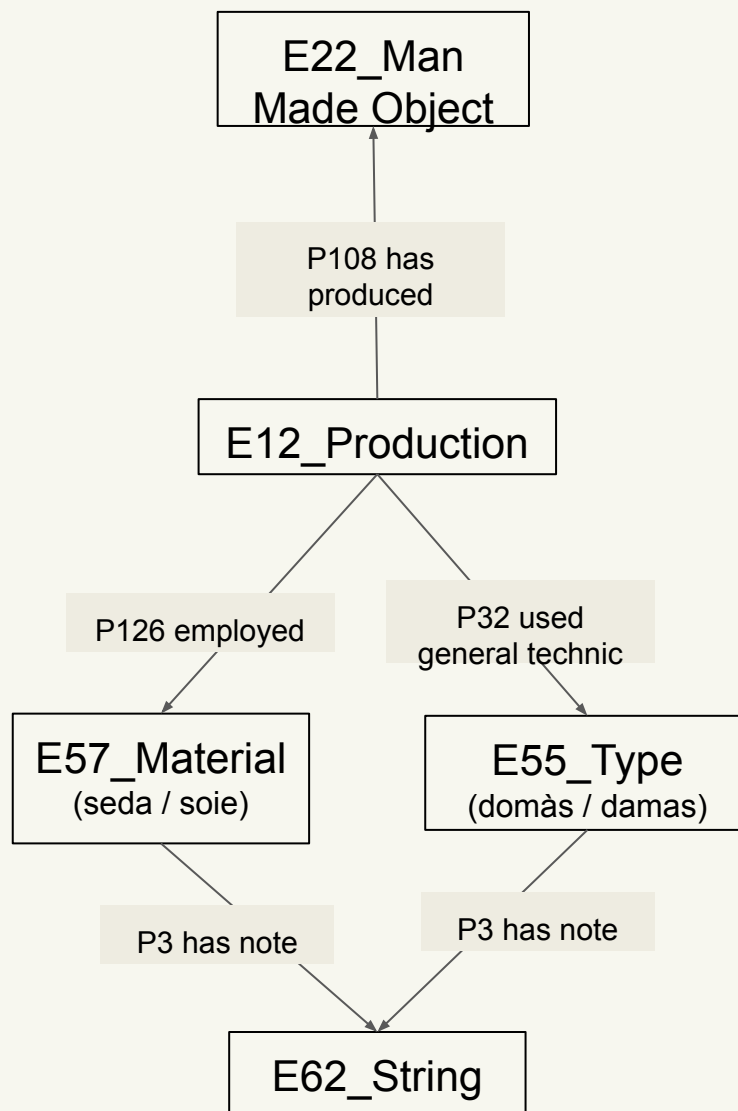 E22_Man
Made Object
P108 has
produced
E12_Production
P126 employed
P32 used
general technic
E57_Material
(seda / soie)
E55_Type
(domàs / damas)
P3 has note
P3 has note
E62_String